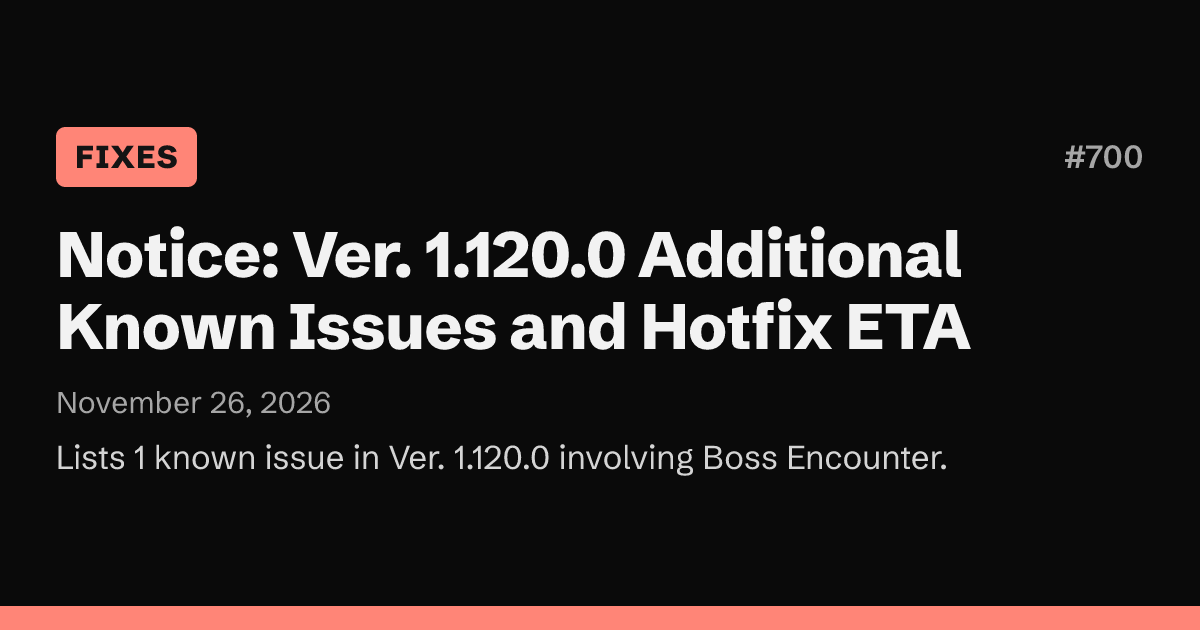 FIXES
#700
Notice: Ver. 1.120.0 Additional
Known Issues and Hotfix ETA
November 26, 2026
Lists 1 known issue in Ver. 1.120.0 involving Boss Encounter.